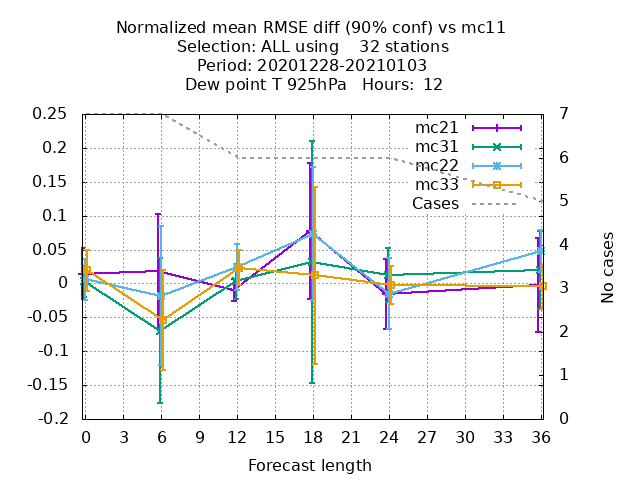 Normalized mean RMSE diff (90% conf) vs mc11
Selection: ALL using    32 stations
Period: 20201228-20210103
Dew point T 925hPa   Hours:  12
0.25
0.2
0.15
0.1
0.05
0
-0.05
-0.1
-0.15
-0.2
mc21
mc31
mc22
mc33
Cases
7
6
5
4
3
2
1
0
No cases
0 3 6 9 12 15 18 21 24 27 30 33 36
Forecast length